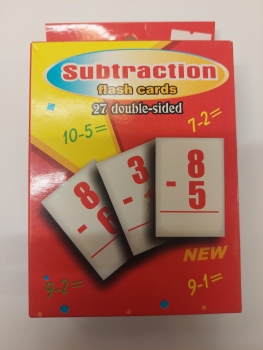 Subtraction
flash cards
27 double-sided
10-5=
7-2=
8
- 6
3
-
8
- 5
NEW
9-2=
9-1=